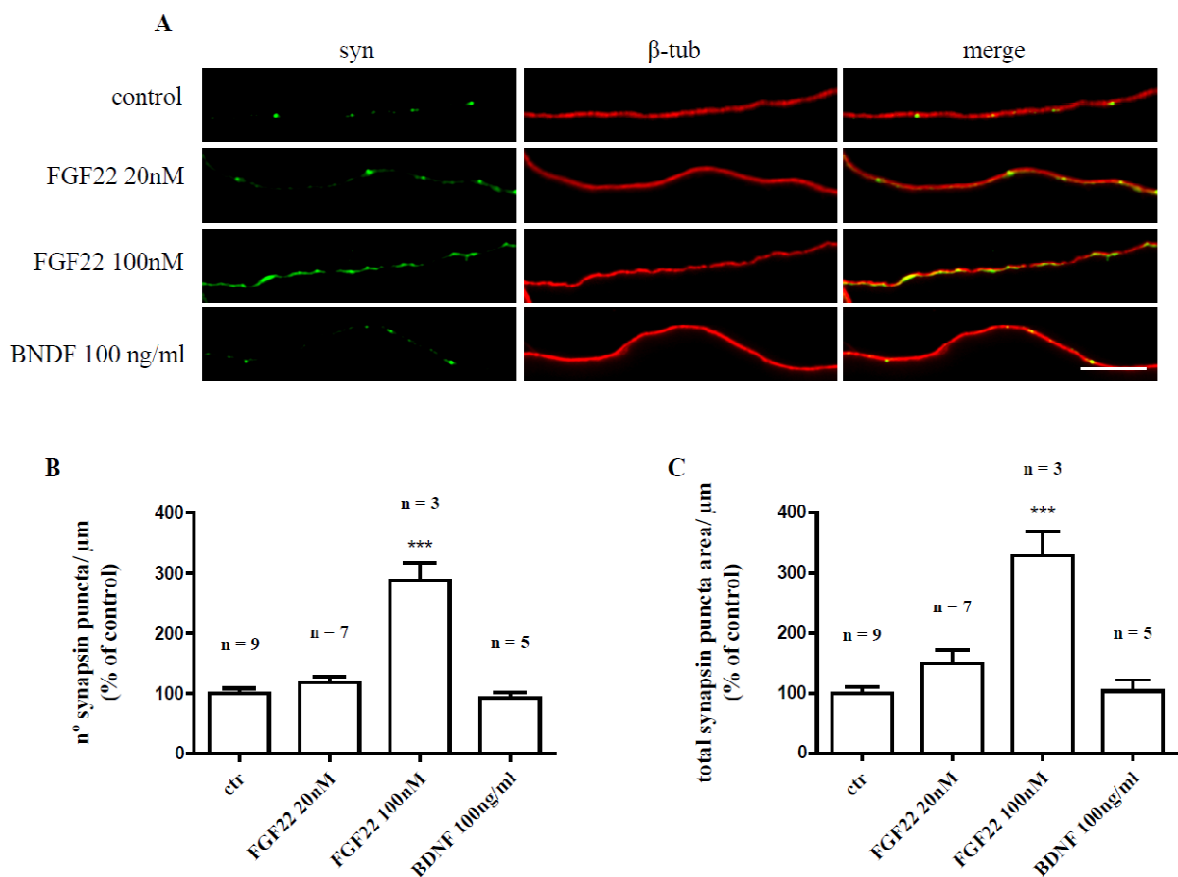 A
syn
β-tub
merge
control
FGF22 20nM
FGF22 100nM
BNDF 100 ng/ml
B
nº synapsin puncta/ μm
(% of control)
400
300
200
100
0
n = 9
n = 7
n = 3
***
n = 5
ctr
FGF22 20nM
FGF22 100nM
BDNF 100ng/ml
C
total synapsin puncta area/ μm
(% of control)
400
300
200
100
0
n = 9
n = 7
n = 3
***
n = 5
ctr
FGF22 20nM
FGF22 100nM
BDNF 100ng/ml